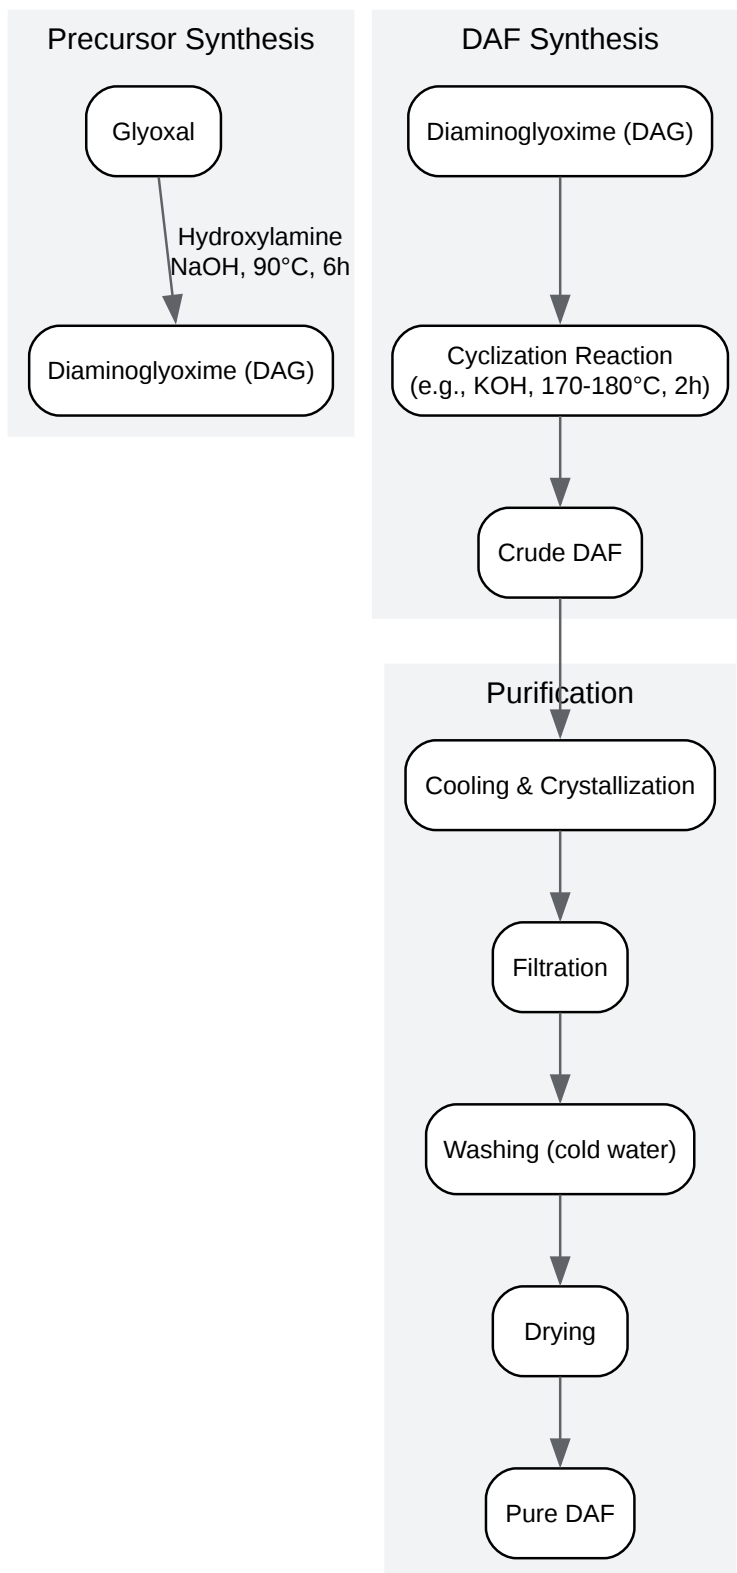 Precursor Synthesis
Glyoxal
Hydroxylamine
NaOH, 90°C, 6h
Diaminoglyoxime (DAG)
DAF Synthesis
Diaminoglyoxime (DAG)
Cyclization Reaction
(e.g., KOH, 170-180°C, 2h)
Crude DAF
Purification
Cooling & Crystallization
Filtration
Washing (cold water)
Drying
Pure DAF